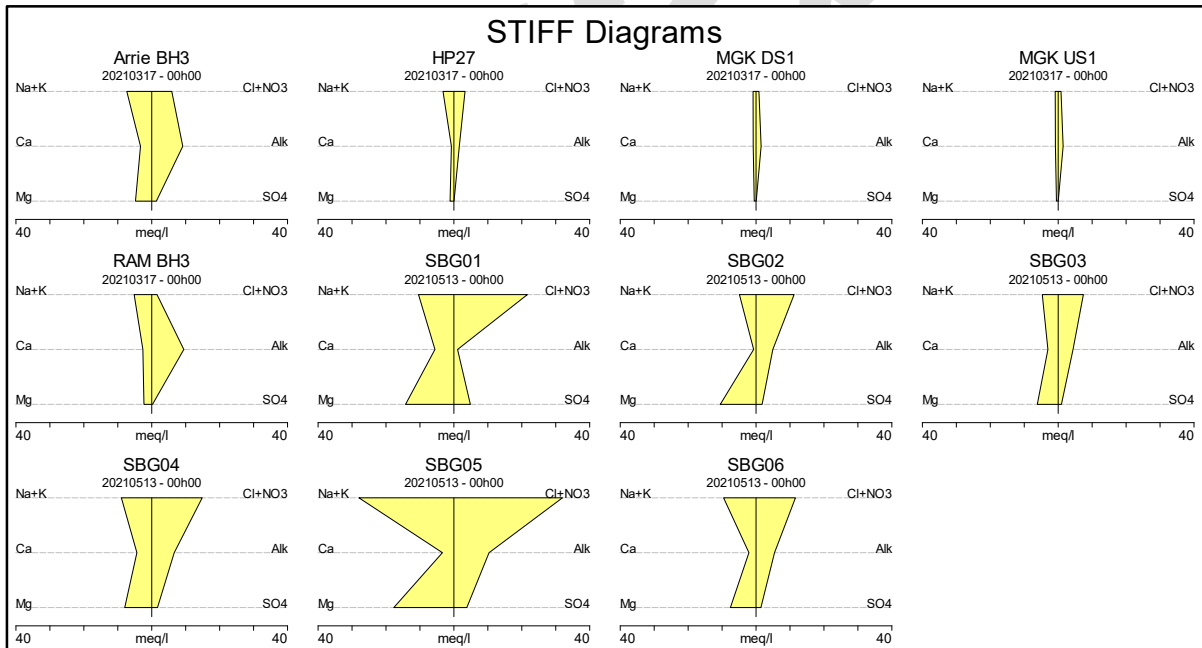 STIFF Diagrams
Arrie BH3
20210317 - 00h00
Na+K Cl+NO3
Ca Alk
Mg SO4
40 meq/l 40
HP27
20210317 - 00h00
Na+K Cl+NO3
Ca Alk
Mg SO4
40 meq/l 40
MGK DS1
20210317 - 00h00
Na+K Cl+NO3
Ca Alk
Mg SO4
40 meq/l 40
MGK US1
20210317 - 00h00
Na+K Cl+NO3
Ca Alk
Mg SO4
40 meq/l 40
RAM BH3
20210317 - 00h00
Na+K Cl+NO3
Ca Alk
Mg SO4
40 meq/l 40
SBG01
20210513 - 00h00
Na+K Cl+NO3
Ca Alk
Mg SO4
40 meq/l 40
SBG02
20210513 - 00h00
Na+K Cl+NO3
Ca Alk
Mg SO4
40 meq/l 40
SBG03
20210513 - 00h00
Na+K Cl+NO3
Ca Alk
Mg SO4
40 meq/l 40
SBG04
20210513 - 00h00
Na+K Cl+NO3
Ca Alk
Mg SO4
40 meq/l 40
SBG05
20210513 - 00h00
Na+K Cl+NO3
Ca Alk
Mg SO4
40 meq/l 40
SBG06
20210513 - 00h00
Na+K Cl+NO3
Ca Alk
Mg SO4
40 meq/l 40